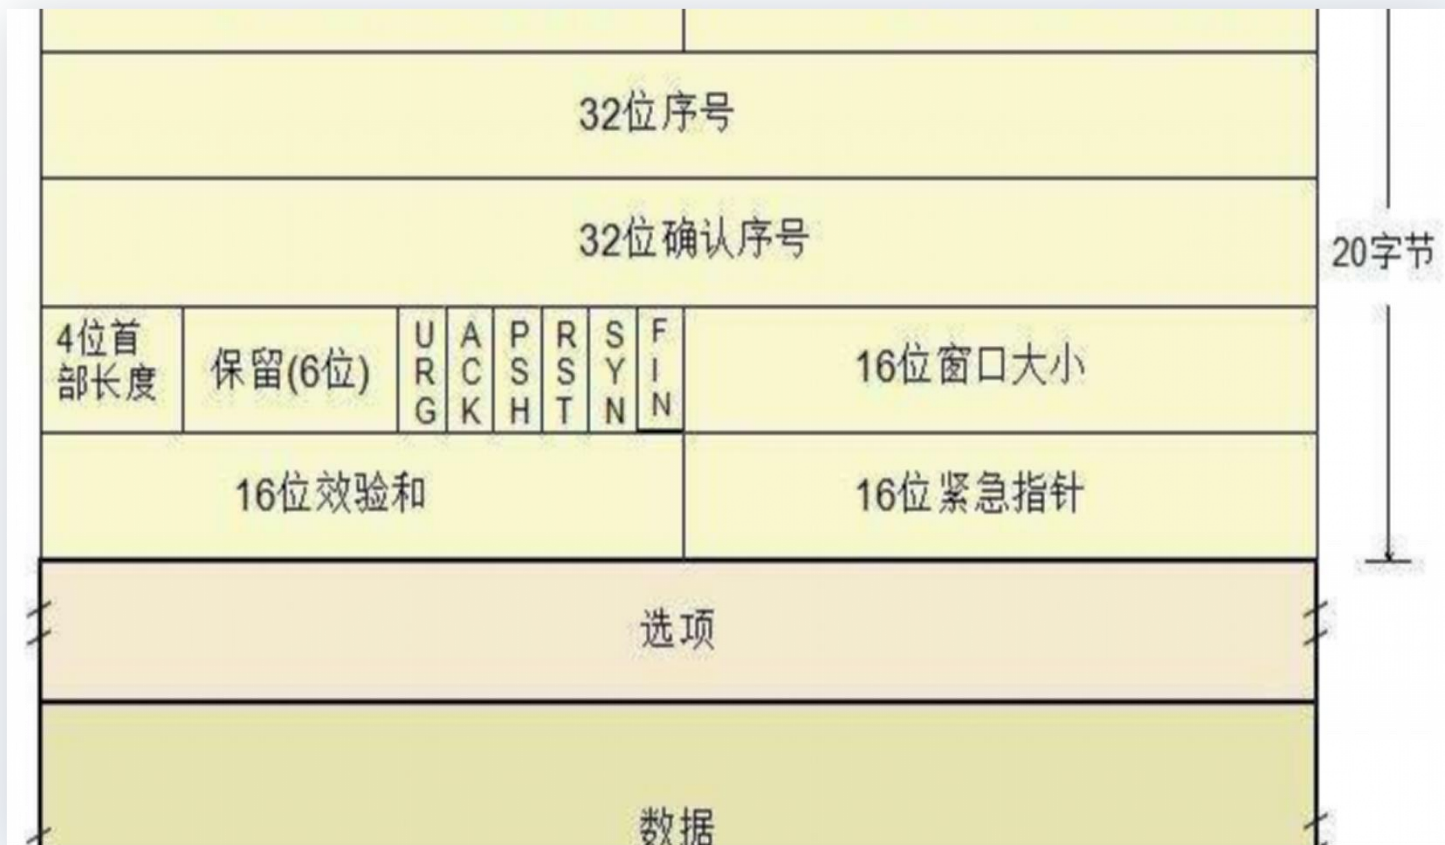 32位序号
32位确认序号
20字节
4位首
部长度
保留(6位)
URG
ACK
PSH
RST
SYN
FIN
16位窗口大小
16位效验和
16位紧急指针
选项
数据